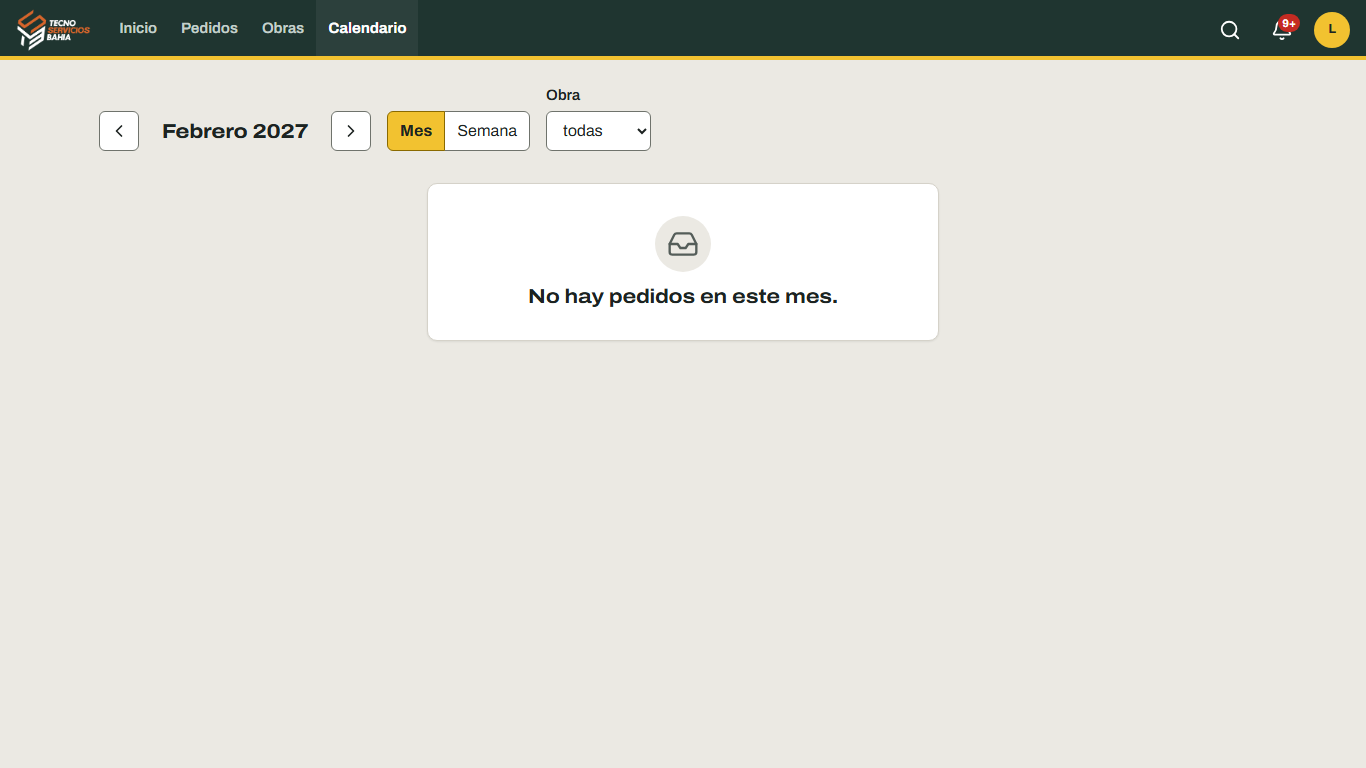 TECNO
SERVICIOS
BAHIA
Inicio
Pedidos
Obras
Calendario
9+
L
Obra
Febrero 2027
Mes
Semana
todas
No hay pedidos en este mes.